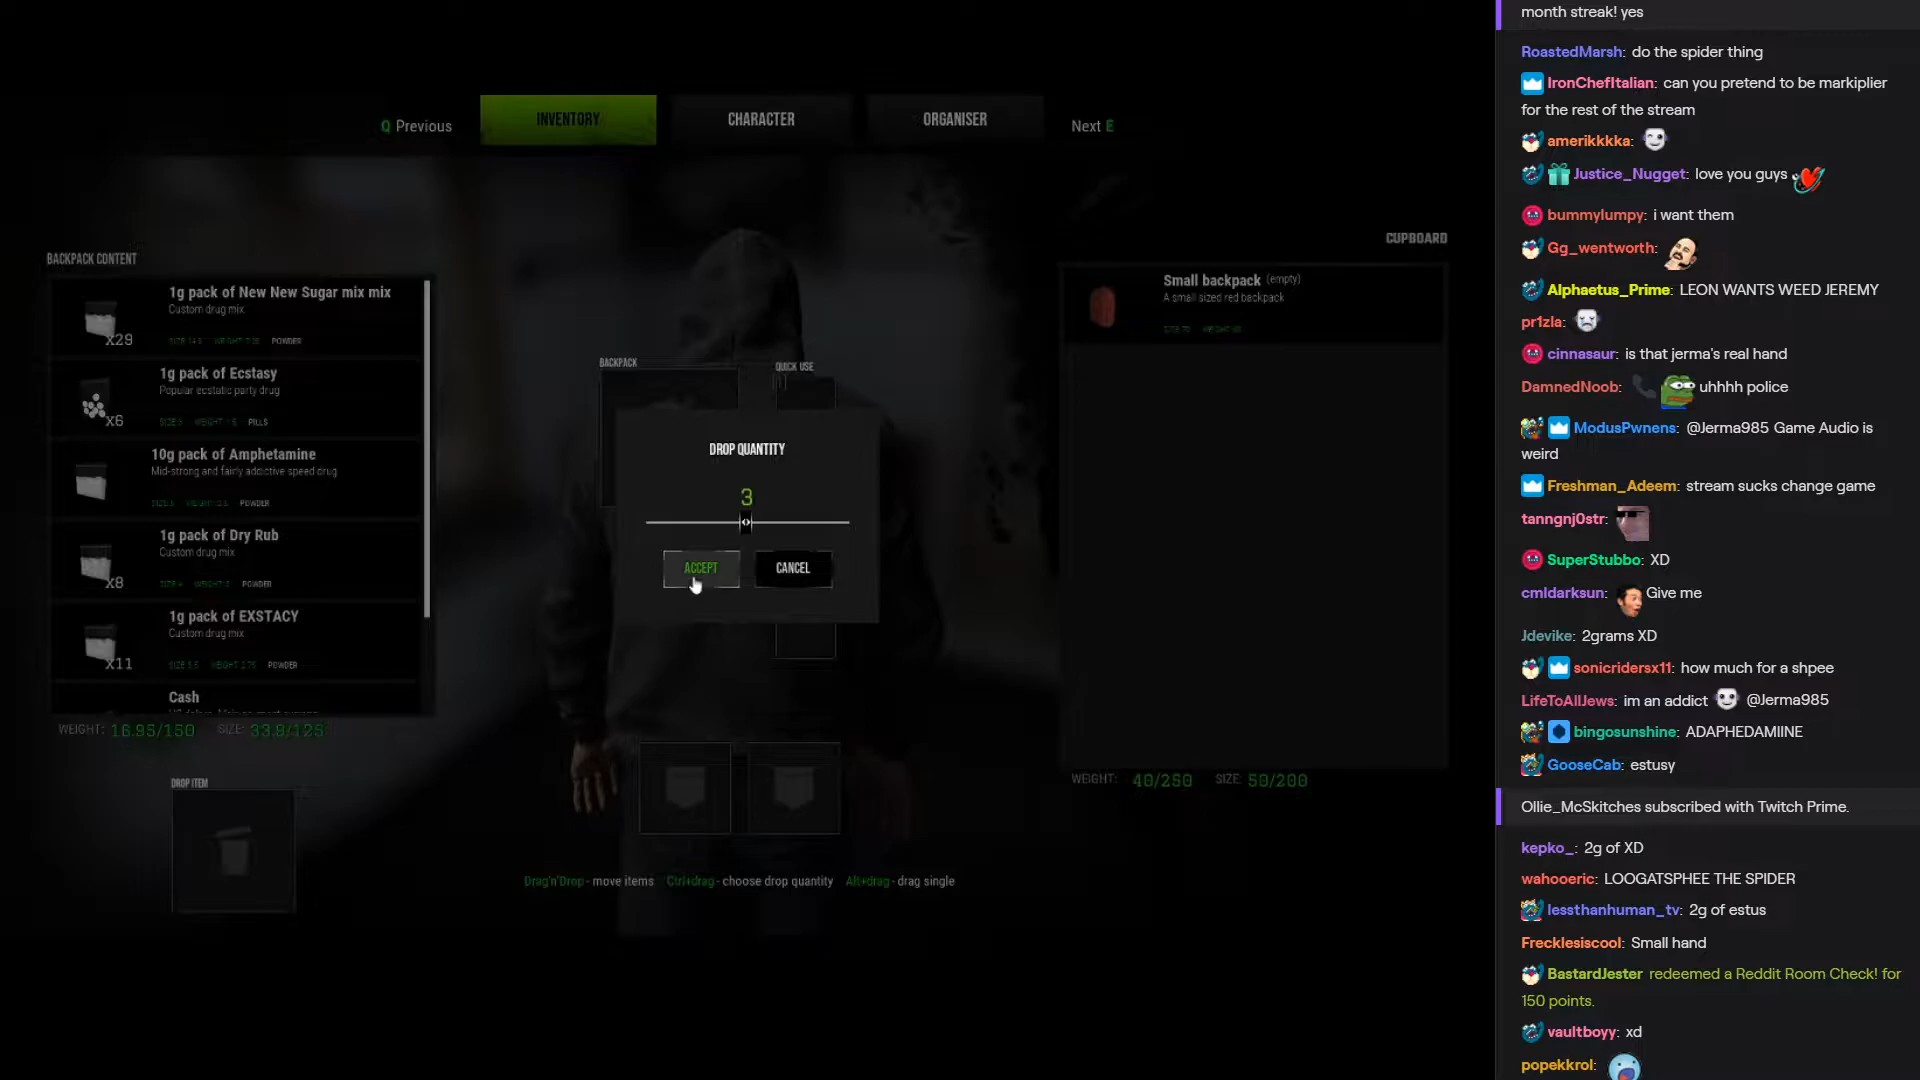 Q Previous
INVENTORY
CHARACTER
ORGANISER
Next E
BACKPACK CONTENT
1g pack of New New Sugar mix mix
Custom drug mix
x29
POWDER
1g pack of Ecstasy
Popular ecstatic party drug
x6
PILLS
10g pack of Amphetamine
Mid-strong and fairly addictive speed drug
POWDER
1g pack of Dry Rub
Custom drug mix
x8
POWDER
1g pack of EXSTACY
Custom drug mix
x11
POWDER
Cash
WEIGHT: 16.95/150 SIZE: 33.8/125
DROP ITEM
BACKPACK
QUICK USE
DROP QUANTITY
3
ACCEPT
CANCEL
Drag'n'Drop - move items Ctrl+drag - choose drop quantity Alt+drag - drag single
CUPBOARD
Small backpack (empty)
A small sized red backpack
WEIGHT: 40/250 SIZE: 50/200
month streak! yes
RoastedMarsh: do the spider thing
IronChefItalian: can you pretend to be markiplier
for the rest of the stream
amerikkkka:
Justice_Nugget: love you guys
bummylumpy: i want them
Gg_wentworth:
Alphaetus_Prime: LEON WANTS WEED JEREMY
pr1zla:
cinnasaur: is that jerma's real hand
DamnedNoob: uhhhh police
ModusPwnens: @Jerma985 Game Audio is
weird
Freshman_Adeem: stream sucks change game
tanngnj0str:
SuperStubbo: XD
cmldarksun: Give me
Jdevike: 2grams XD
sonicridersx11: how much for a shpee
LifeToAllJews: im an addict @Jerma985
bingosunshine: ADAPHEDAMIINE
GooseCab: estusy
Ollie_McSkitches subscribed with Twitch Prime.
kepko_: 2g of XD
wahooeric: LOOGATSPHEE THE SPIDER
lessthanhuman_tv: 2g of estus
Frecklesiscool: Small hand
BastardJester redeemed a Reddit Room Check! for
150 points.
vaultboyy: xd
popekkrol: